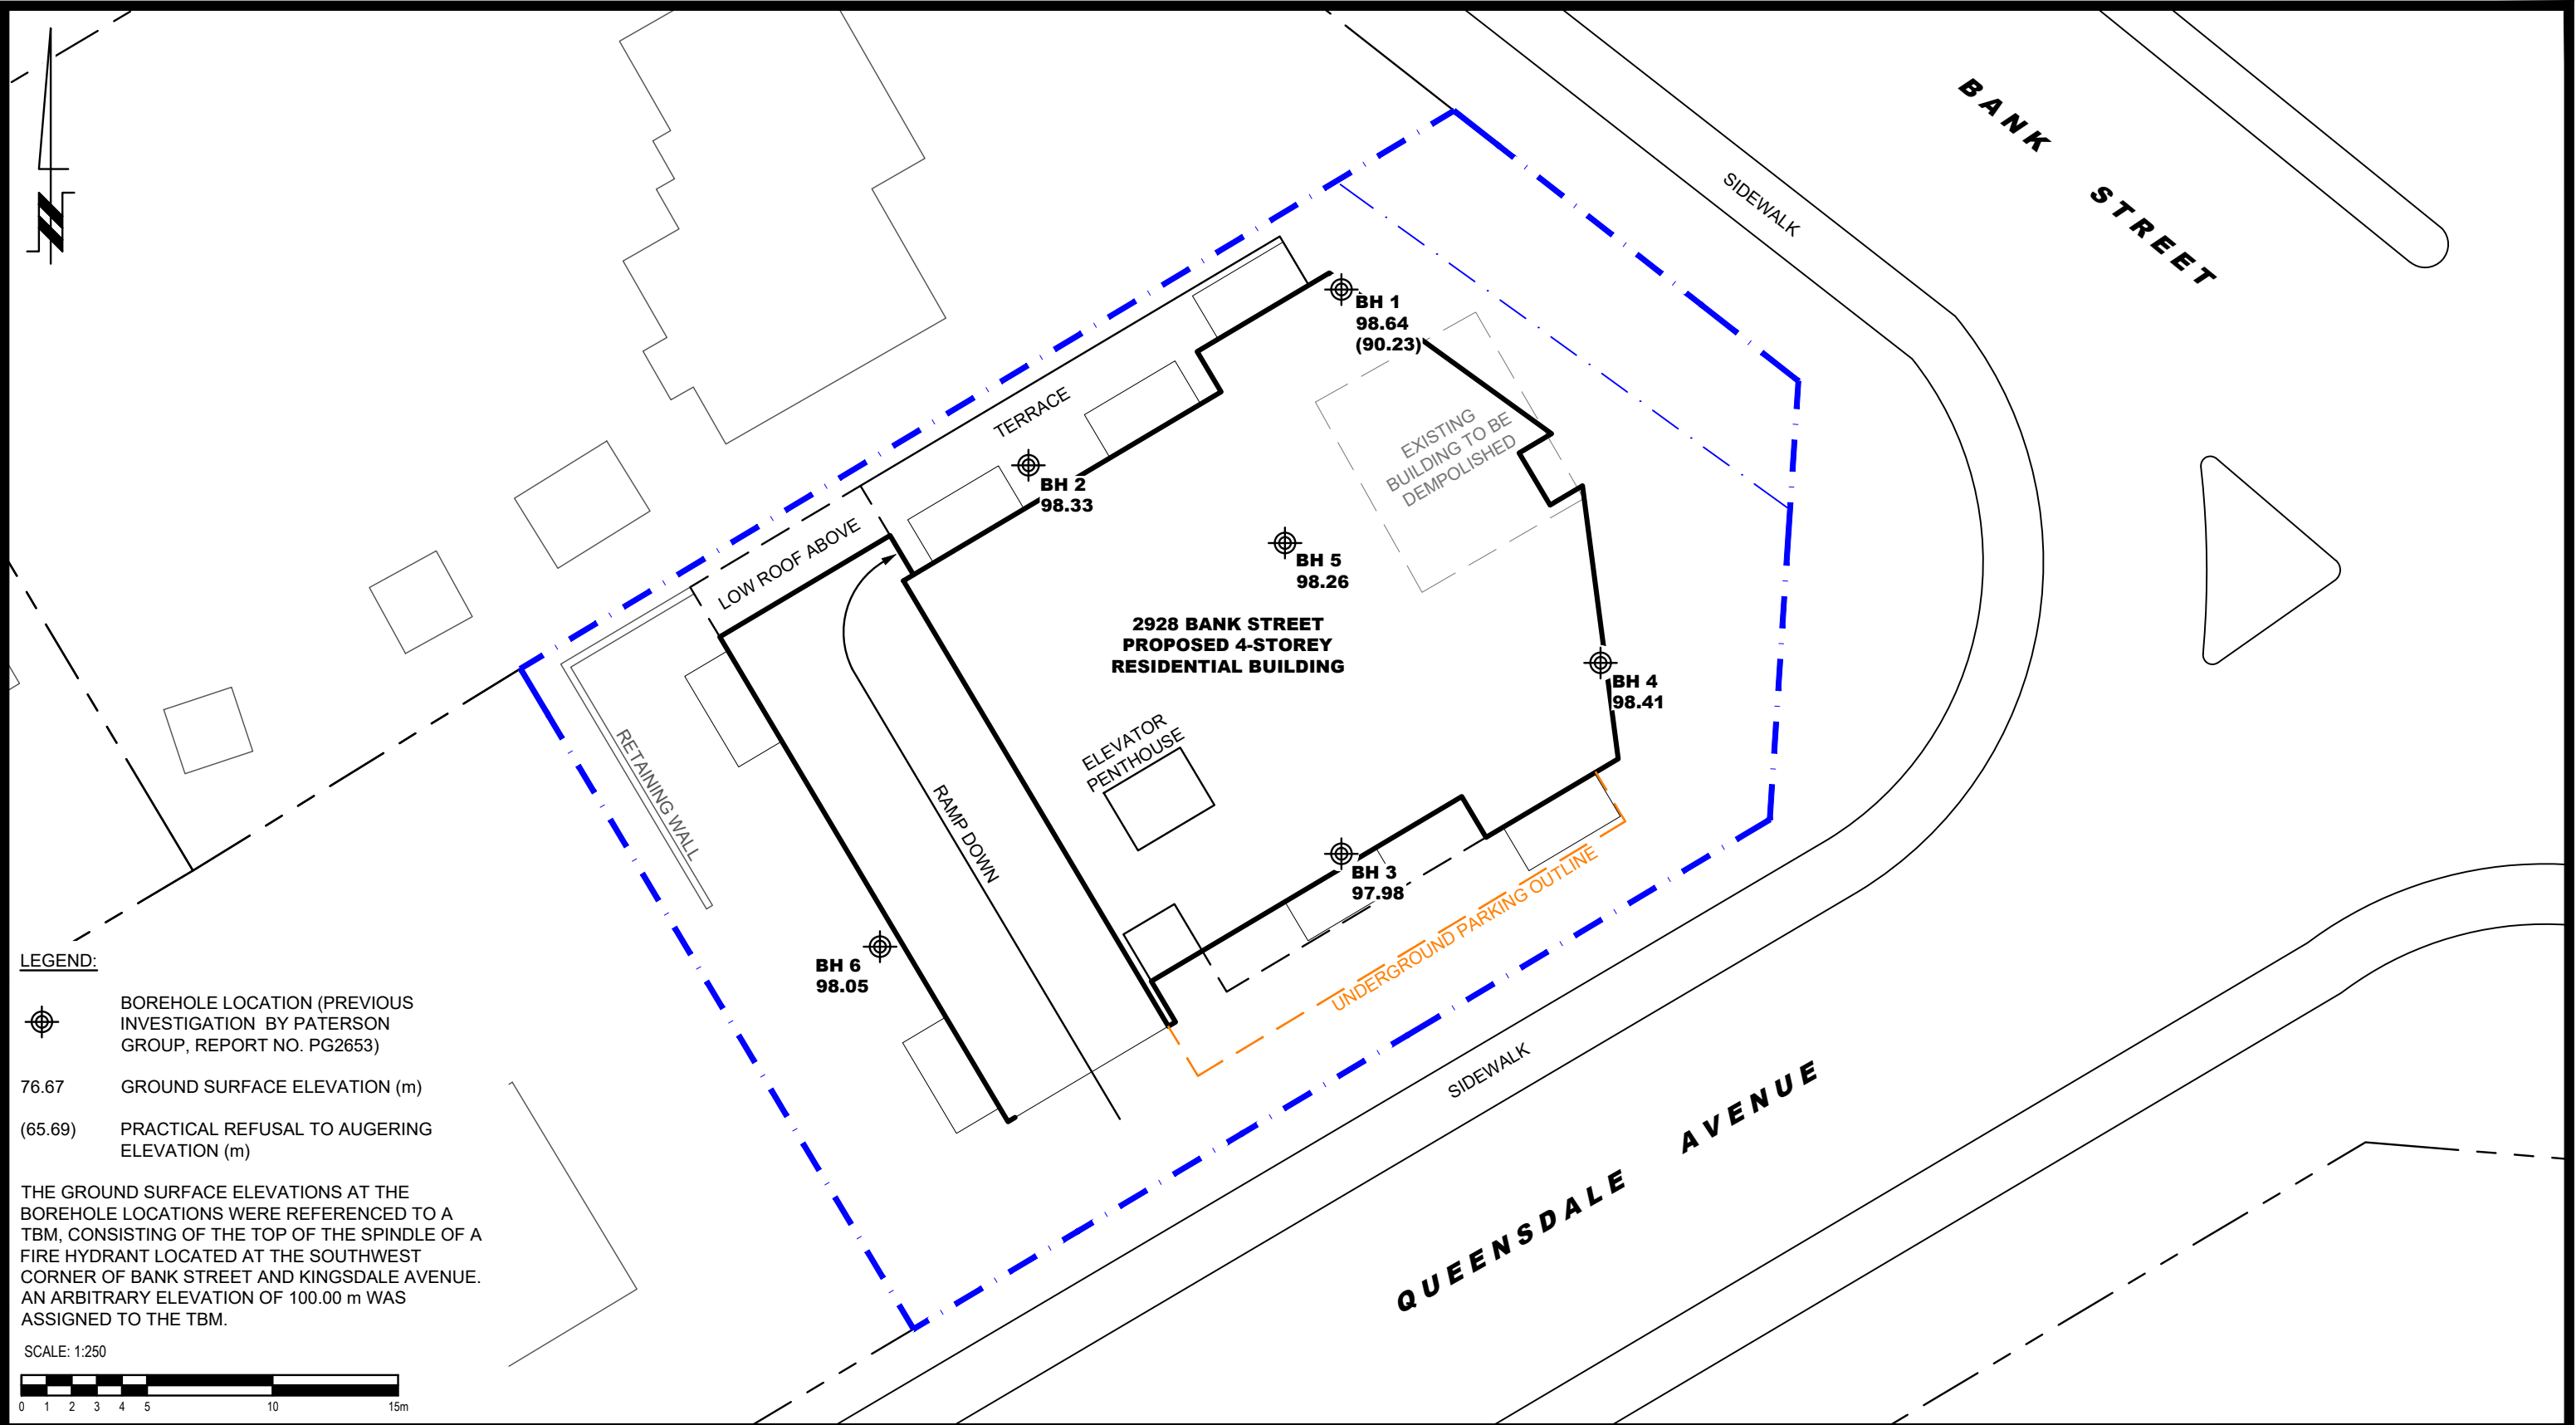 BANK
STREET
SIDEWALK
BH 1
98.64
(90.23)
TERRACE
EXISTING
BUILDING TO BE
DEMPOLISHED
BH 2
98.33
LOW ROOF ABOVE
BH 5
98.26
2928 BANK STREET
PROPOSED 4-STOREY
RESIDENTIAL BUILDING
BH 4
98.41
ELEVATOR
PENTHOUSE
RETAINING WALL
RAMP DOWN
BH 3
97.98
UNDERGROUND PARKING OUTLINE
BH 6
98.05
SIDEWALK
QUEENSDALE AVENUE
LEGEND:
BOREHOLE LOCATION (PREVIOUS
INVESTIGATION BY PATERSON
GROUP, REPORT NO. PG2653)
76.67 GROUND SURFACE ELEVATION (m)
(65.69) PRACTICAL REFUSAL TO AUGERING
ELEVATION (m)
THE GROUND SURFACE ELEVATIONS AT THE
BOREHOLE LOCATIONS WERE REFERENCED TO A
TBM, CONSISTING OF THE TOP OF THE SPINDLE OF A
FIRE HYDRANT LOCATED AT THE SOUTHWEST
CORNER OF BANK STREET AND KINGSDALE AVENUE.
AN ARBITRARY ELEVATION OF 100.00 m WAS
ASSIGNED TO THE TBM.
SCALE: 1:250
0 1 2 3 4 5 10 15m